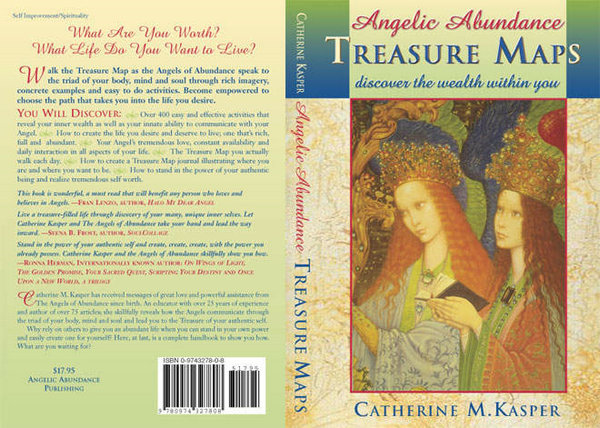 Self Improvement/Spirituality
What Are You Worth?
What Life Do You Want to Live?
Walk the Treasure Map as the Angels of Abundance speak to
the triad of your body, mind and soul through rich imagery,
concrete examples and easy to do activities. Become empowered to
choose the path that takes you into the life you desire.
YOU WILL DISCOVER: Over 400 easy and effective activities that
reveal your inner wealth as well as your innate ability to communicate with your
Angel. How to create the life you desire and deserve to live; one that's rich,
full and abundant. Your Angel's tremendous love, constant availability and
daily interaction in all aspects of your life. The Treasure Map you actually
walk each day. How to create a Treasure Map journal illustrating where you
are and where you want to be. How to stand in the power of your authentic
being and realize tremendous self worth.
This book is wonderful, a must read that will benefit any person who loves and
believes in Angels. —FRAN LENZO, AUTHOR, HALO MY DEAR ANGEL
Live a treasure-filled life through discovery of your many, unique inner selves. Let
Catherine Kasper and The Angels of Abundance take your hand and lead the way
inward. —SEENA B. FROST, AUTHOR, SOULCOLLAGE
Stand in the power of your authentic self and create, create, create, with the power you
already possess. Catherine Kasper and the Angels of Abundance skillfully show you how.
—RONNA HERMAN, INTERNATIONALLY KNOWN AUTHOR: ON WINGS OF LIGHT,
THE GOLDEN PROMISE, YOUR SACRED QUEST, SCRIPTING YOUR DESTINY AND ONCE
UPON A NEW WORLD, A TRILOGY
Catherine M. Kasper has received messages of great love and powerful assistance from
The Angels of Abundance since birth. An educator with over 25 years of experience
and author of over 75 articles; she skillfully reveals how the Angels communicate through
the triad of your body, mind and soul and lead you to the Treasure of your authentic self.
Why rely on others to give you an abundant life when you can stand in your own power
and easily create one for yourself? Here, at last, is a complete handbook to show you how.
What are you waiting for?
$17.95
ANGELIC ABUNDANCE
PUBLISHING
ISBN 0-9743278-0-8
51795
9 780974 327808
CATHERINE KASPER
Angelic Abundance
TREASURE MAPS
Angelic Abundance
TREASURE MAPS
discover the wealth within you
CATHERINE M. KASPER